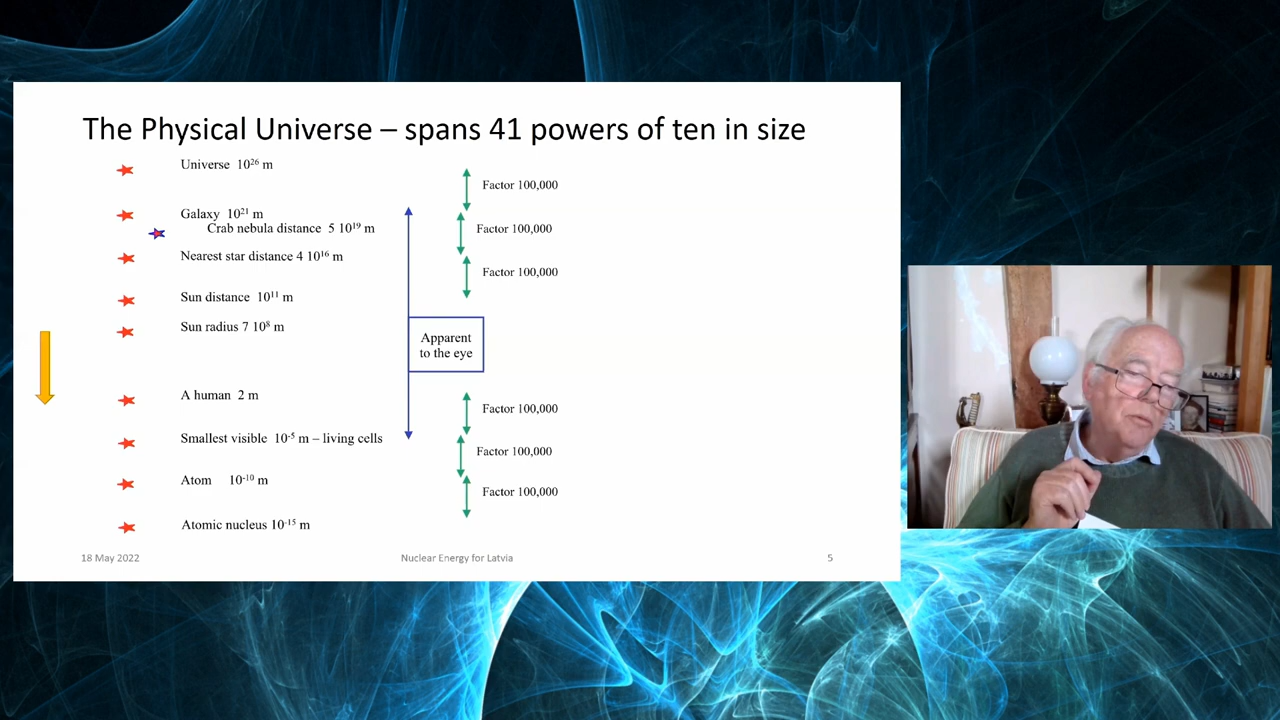 The Physical Universe – spans 41 powers of ten in size
Universe 10²⁶ m
Factor 100,000
Galaxy 10²¹ m
Crab nebula distance 5 10¹⁹ m
Factor 100,000
Nearest star distance 4 10¹⁶ m
Factor 100,000
Sun distance 10¹¹ m
Sun radius 7 10⁸ m
Apparent
to the eye
A human 2 m
Factor 100,000
Smallest visible 10⁻⁵ m – living cells
Factor 100,000
Atom 10⁻¹⁰ m
Factor 100,000
Atomic nucleus 10⁻¹⁵ m
18 May 2022
Nuclear Energy for Latvia
5